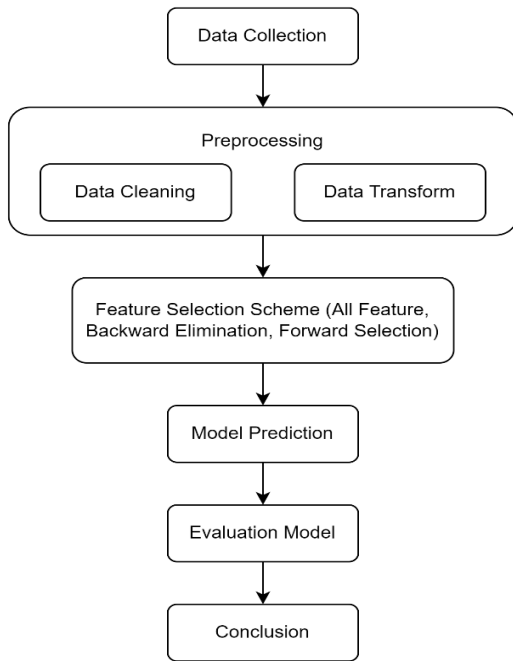 Data Collection
Preprocessing
Data Cleaning
Data Transform
Feature Selection Scheme (All Feature,
Backward Elimination, Forward Selection)
Model Prediction
Evaluation Model
Conclusion